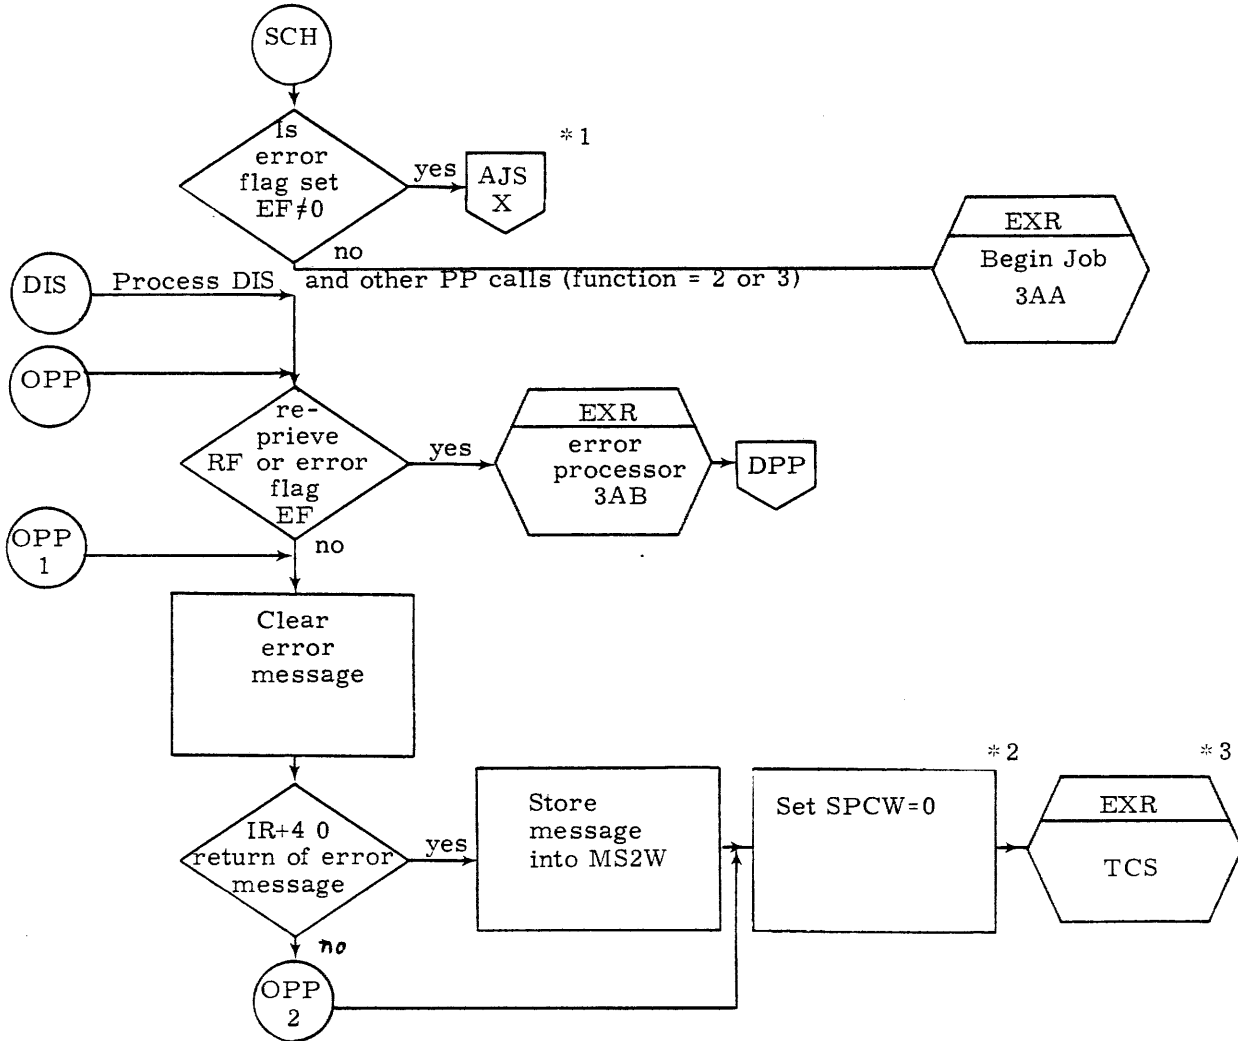 SCH
Is
error
flag set
EF≠0
yes
AJS
X
*1
no
EXR
Begin Job
3AA
DIS
Process DIS
and other PP calls (function = 2 or 3)
OPP
re-
prieve
RF or error
flag
EF
yes
EXR
error
processor
3AB
DPP
OPP
1
no
Clear
error
message
IR+4 0
return of error
message
yes
Store
message
into MS2W
*2
Set SPCW=0
*3
EXR
TCS
no
OPP
2